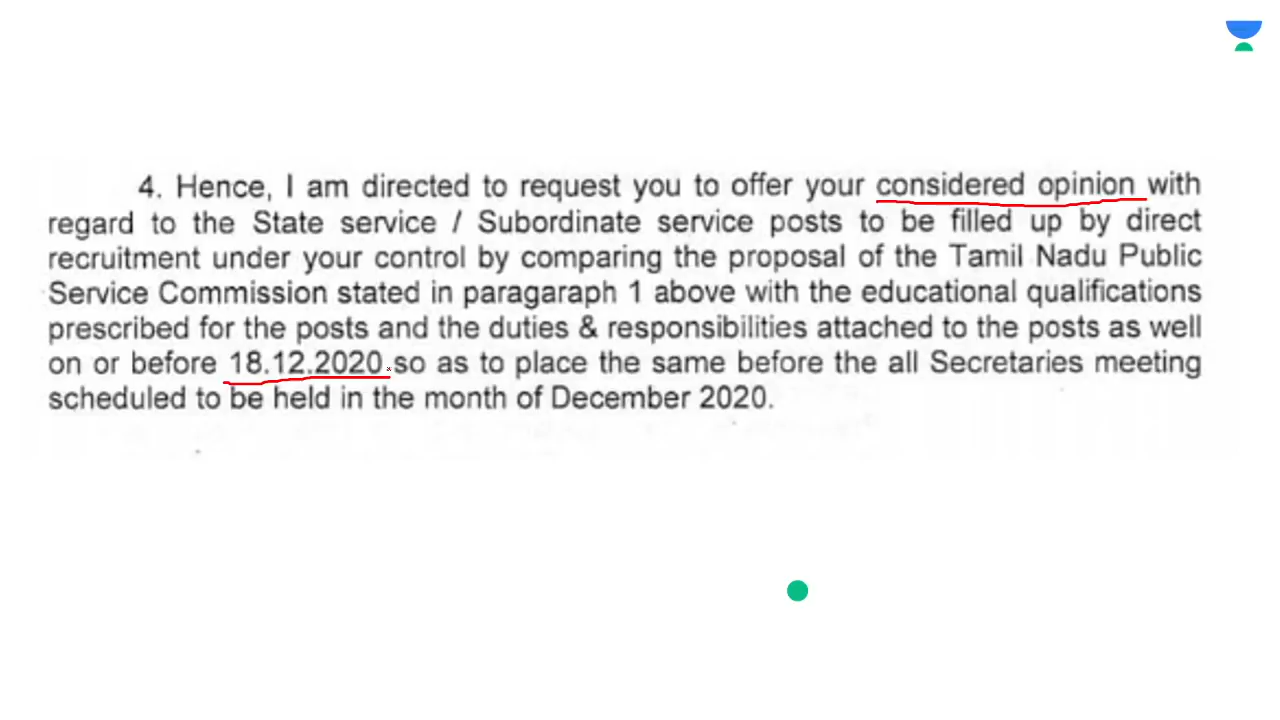 4. Hence, I am directed to request you to offer your considered opinion with
regard to the State service / Subordinate service posts to be filled up by direct
recruitment under your control by comparing the proposal of the Tamil Nadu Public
Service Commission stated in paragaraph 1 above with the educational qualifications
prescribed for the posts and the duties & responsibilities attached to the posts as well
on or before 18.12.2020 so as to place the same before the all Secretaries meeting
scheduled to be held in the month of December 2020.